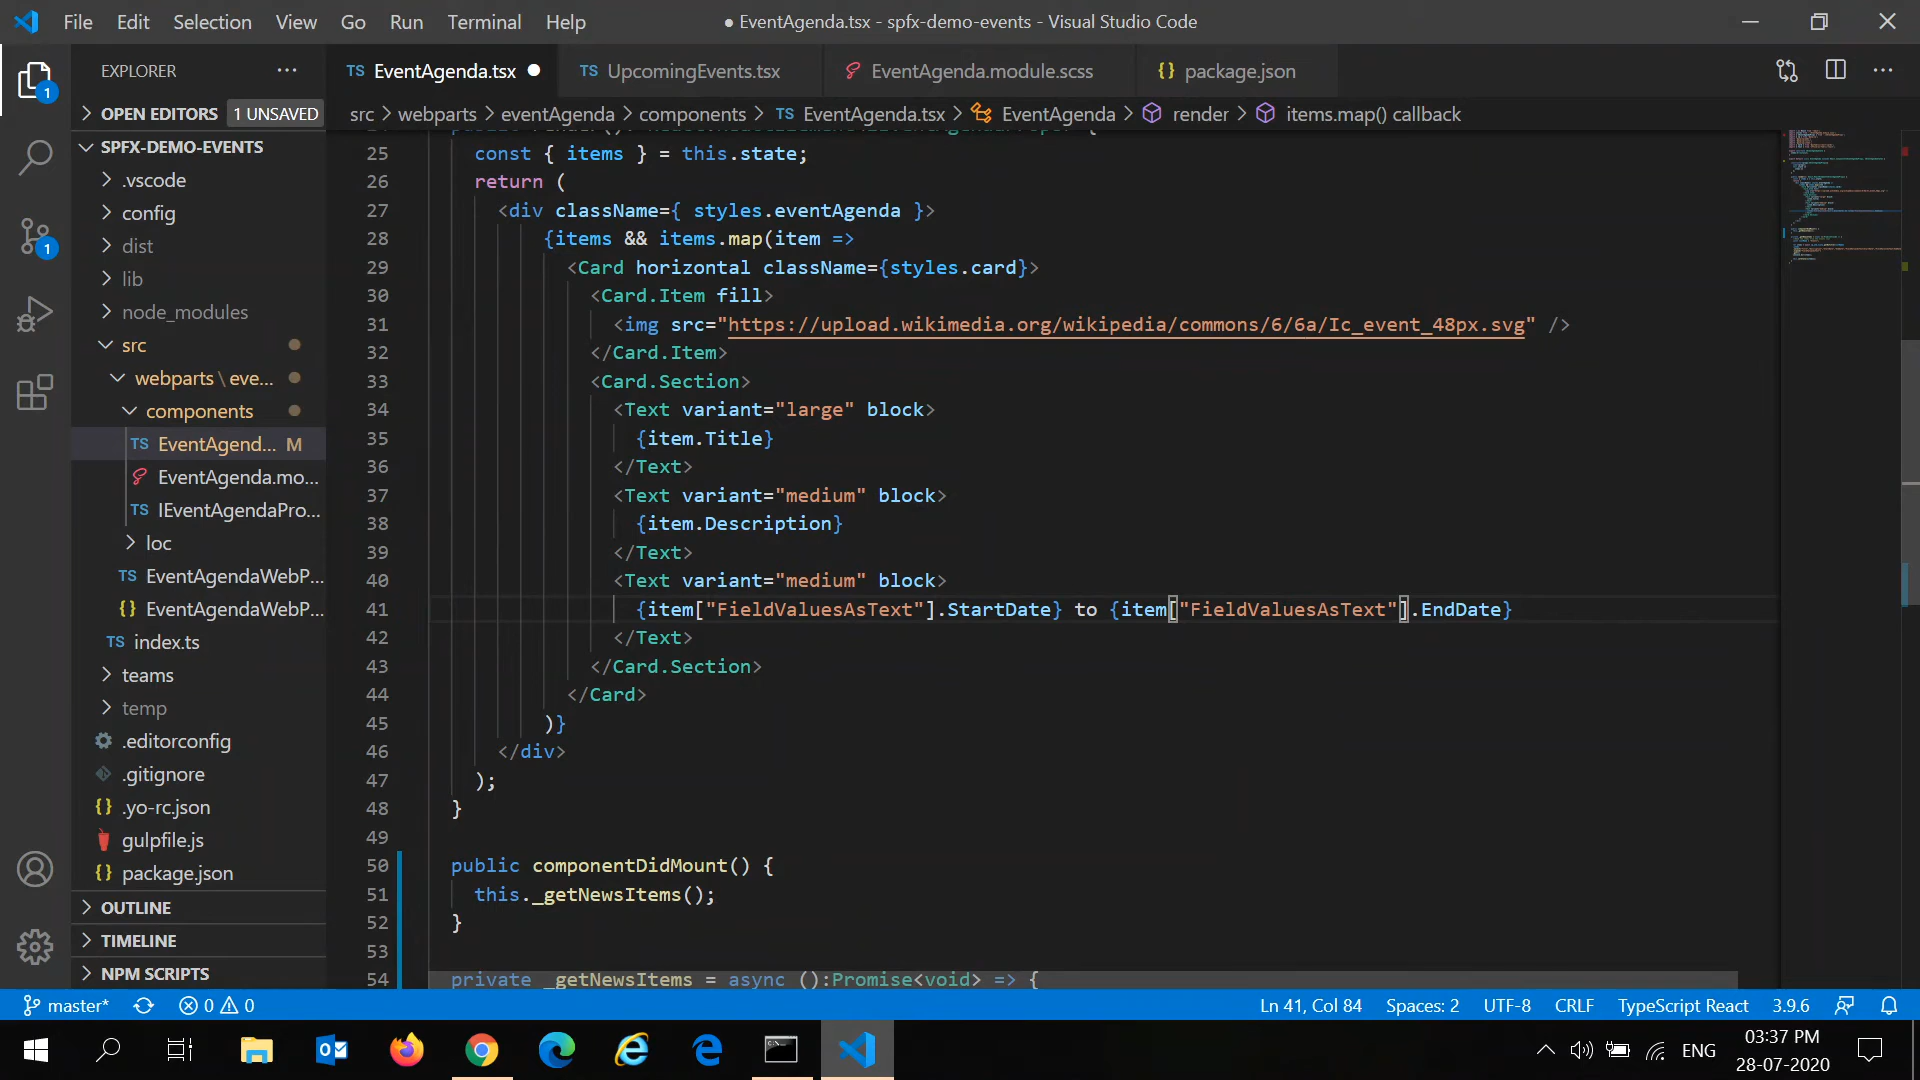 File Edit Selection View Go Run Terminal Help ● EventAgenda.tsx - spfx-demo-events - Visual Studio Code
EXPLORER ···
TS EventAgenda.tsx ● TS UpcomingEvents.tsx EventAgenda.module.scss {} package.json
OPEN EDITORS 1 UNSAVED
src > webparts > eventAgenda > components > TS EventAgenda.tsx > EventAgenda > render > items.map() callback
SPFX-DEMO-EVENTS
.vscode
config
dist
lib
node_modules
src
webparts \ eve...
components
TS EventAgend... M
EventAgenda.mo...
TS IEventAgendaPro...
loc
TS EventAgendaWebP...
{} EventAgendaWebP...
TS index.ts
teams
temp
.editorconfig
.gitignore
{} .yo-rc.json
gulpfile.js
{} package.json
OUTLINE
TIMELINE
NPM SCRIPTS
25 const { items } = this.state;
26 return (
27 <div className={ styles.eventAgenda }>
28 {items && items.map(item =>
29 <Card horizontal className={styles.card}>
30 <Card.Item fill>
31 <img src="https://upload.wikimedia.org/wikipedia/commons/6/6a/Ic_event_48px.svg" />
32 </Card.Item>
33 <Card.Section>
34 <Text variant="large" block>
35 {item.Title}
36 </Text>
37 <Text variant="medium" block>
38 {item.Description}
39 </Text>
40 <Text variant="medium" block>
41 {item["FieldValuesAsText"].StartDate} to {item["FieldValuesAsText"].EndDate}
42 </Text>
43 </Card.Section>
44 </Card>
45 )}
46 </div>
47 );
48 }
49
50 public componentDidMount() {
51 this._getNewsItems();
52 }
53
54 private _getNewsItems = async ():Promise<void> => {
master* 0 0 Ln 41, Col 84 Spaces: 2 UTF-8 CRLF TypeScript React 3.9.6
ENG 03:37 PM
28-07-2020